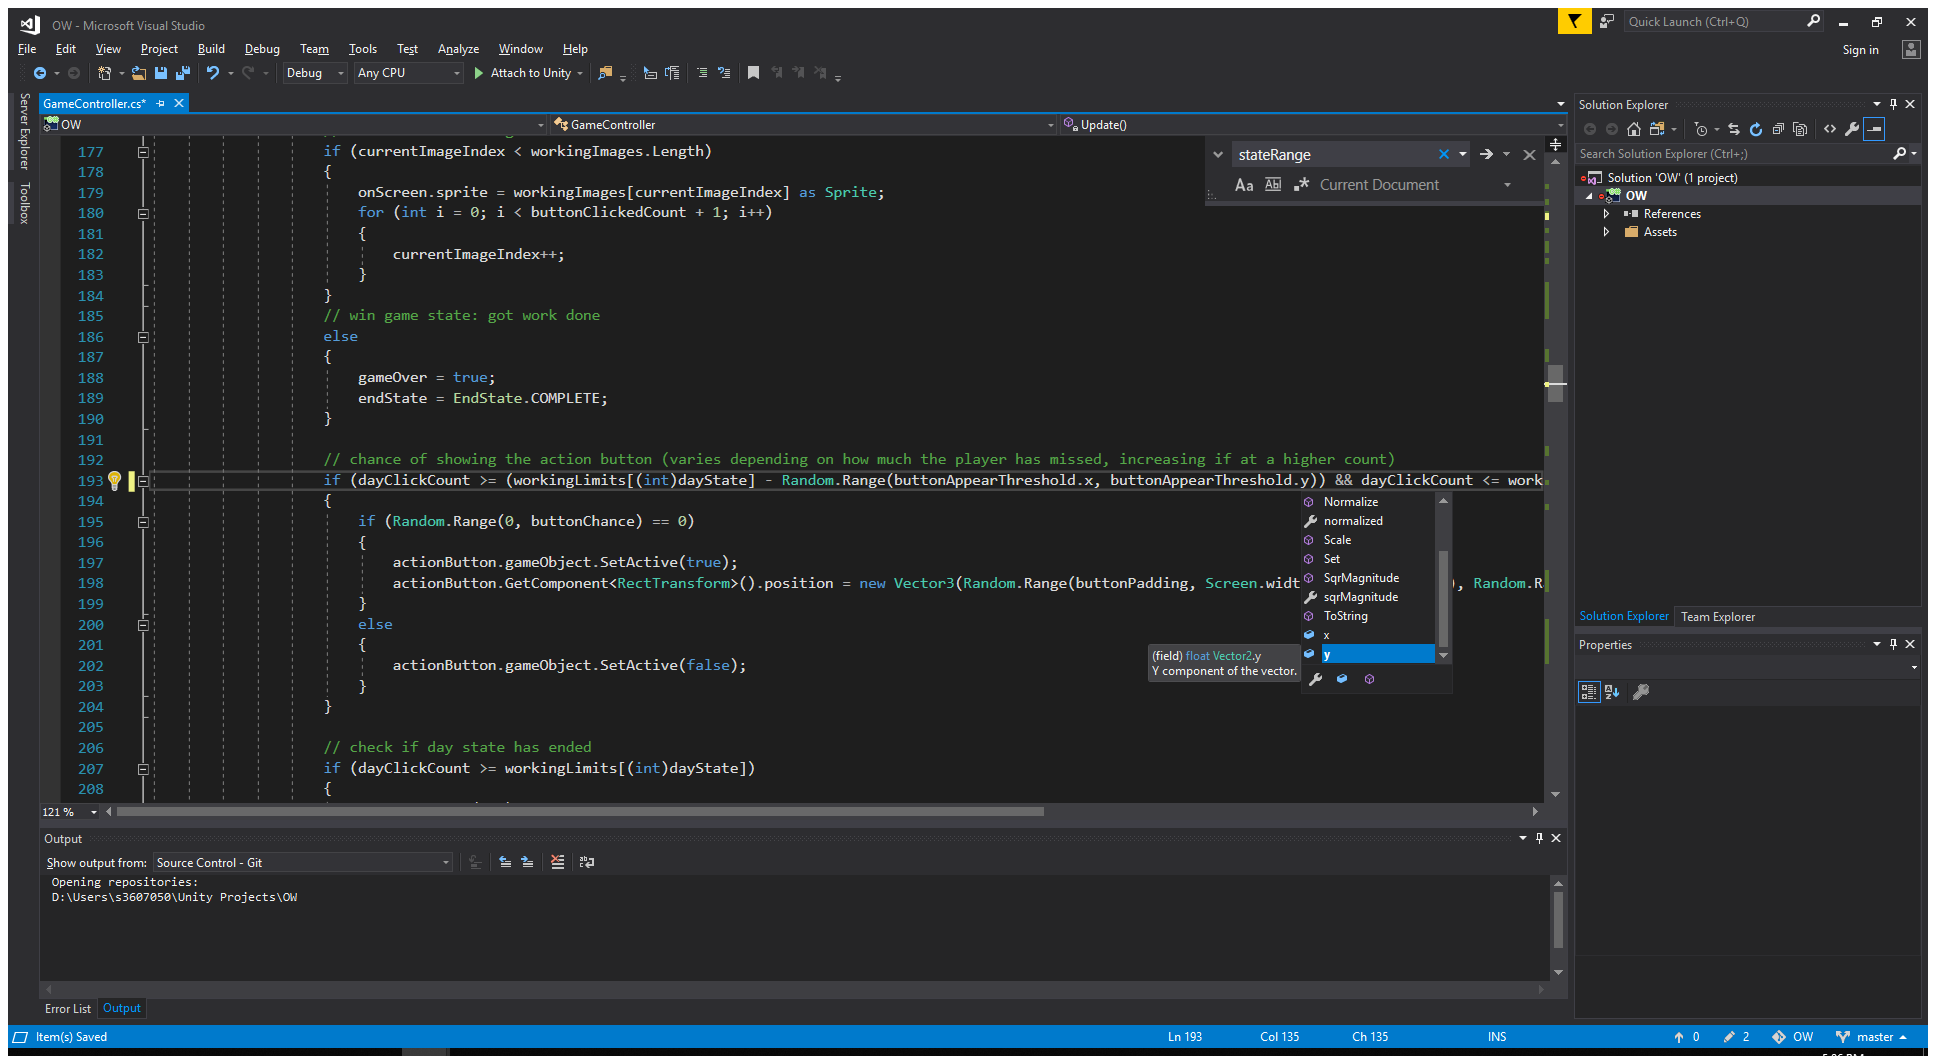 OW - Microsoft Visual Studio
Quick Launch (Ctrl+Q)
File Edit View Project Build Debug Team Tools Test Analyze Window Help
Sign in
Debug Any CPU Attach to Unity
Server Explorer
Toolbox
GameController.cs*
OW GameController Update()
stateRange
Aa Abl .* Current Document
177 if (currentImageIndex < workingImages.Length)
178 {
179 onScreen.sprite = workingImages[currentImageIndex] as Sprite;
180 for (int i = 0; i < buttonClickedCount + 1; i++)
181 {
182 currentImageIndex++;
183 }
184 }
185 // win game state: got work done
186 else
187 {
188 gameOver = true;
189 endState = EndState.COMPLETE;
190 }
191
192 // chance of showing the action button (varies depending on how much the player has missed, increasing if at a higher count)
193 if (dayClickCount >= (workingLimits[(int)dayState] - Random.Range(buttonAppearThreshold.x, buttonAppearThreshold.y)) && dayClickCount <= work
194 {
195 if (Random.Range(0, buttonChance) == 0)
196 {
197 actionButton.gameObject.SetActive(true);
198 actionButton.GetComponent<RectTransform>().position = new Vector3(Random.Range(buttonPadding, Screen.widt ), Random.R
199 }
200 else
201 {
202 actionButton.gameObject.SetActive(false);
203 }
204 }
205
206 // check if day state has ended
207 if (dayClickCount >= workingLimits[(int)dayState])
208 {
Normalize
normalized
Scale
Set
SqrMagnitude
sqrMagnitude
ToString
x
y
(field) float Vector2.y
Y component of the vector.
121 %
Output
Show output from: Source Control - Git
Opening repositories:
D:\Users\s3607050\Unity Projects\OW
Error List Output
Solution Explorer
Search Solution Explorer (Ctrl+;)
Solution 'OW' (1 project)
OW
References
Assets
Solution Explorer Team Explorer
Properties
Item(s) Saved Ln 193 Col 135 Ch 135 INS 0 2 OW master